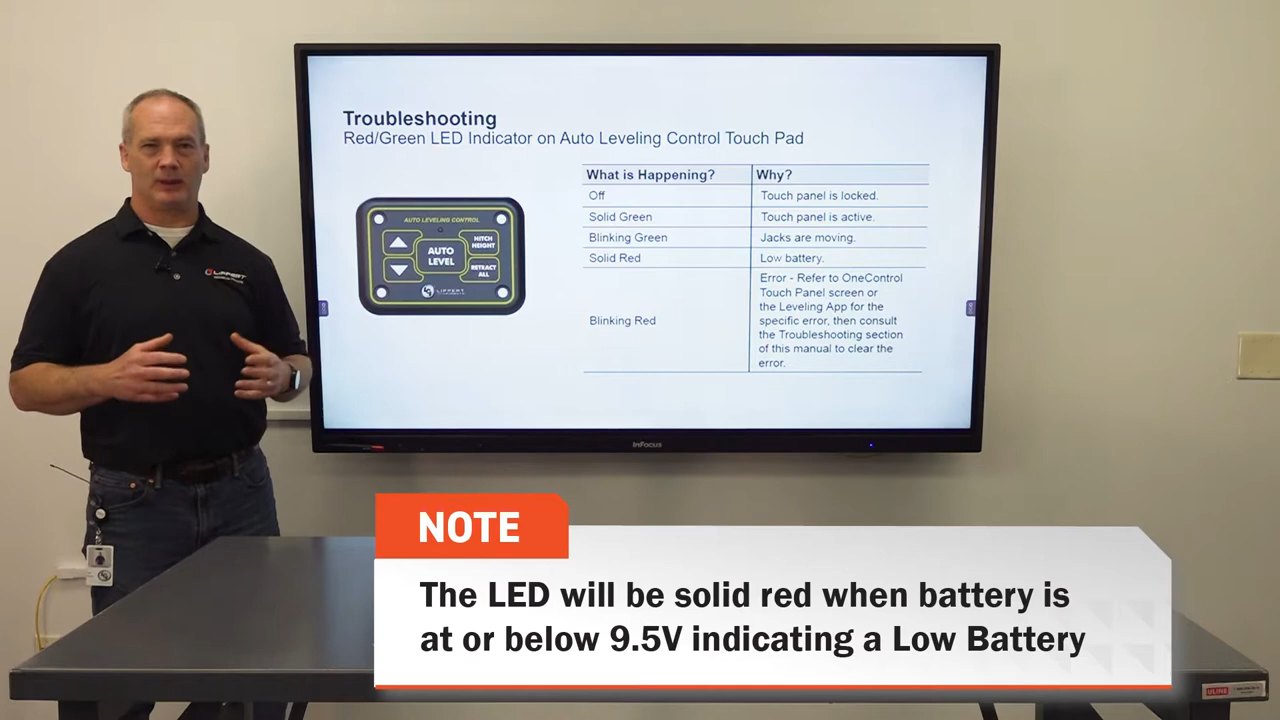 Troubleshooting
Red/Green LED Indicator on Auto Leveling Control Touch Pad
What is Happening? Why?
Off Touch panel is locked.
Solid Green Touch panel is active.
Blinking Green Jacks are moving.
Solid Red Low battery.
Blinking Red
Error - Refer to OneControl
Touch Panel screen or
the Leveling App for the
specific error, then consult
the Troubleshooting section
of this manual to clear the
error.
AUTO LEVELING CONTROL
AUTO
LEVEL
HITCH
HEIGHT
RETRACT
ALL
LIPPERT
LIPPERT
InFocus
NOTE
The LED will be solid red when battery is
at or below 9.5V indicating a Low Battery
ULINE